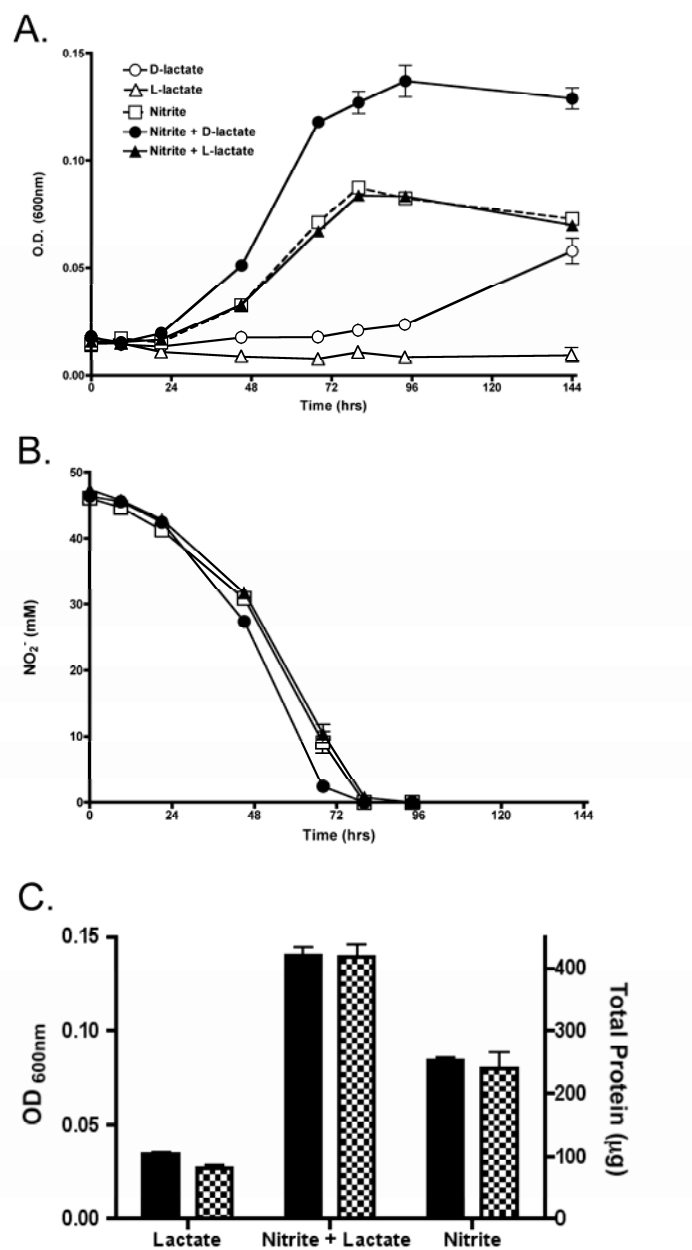 A.
0.15
0.10
0.05
0.00
O.D. (600nm)
D-lactate
L-lactate
Nitrite
Nitrite + D-lactate
Nitrite + L-lactate
0 24 48 72 96 120 144
Time (hrs)
B.
50
40
30
20
10
0
NO₂⁻ (mM)
0 24 48 72 96 120 144
Time (hrs)
C.
0.15
0.10
0.05
0.00
OD 600nm
400
300
200
100
0
Total Protein (µg)
Lactate Nitrite + Lactate Nitrite